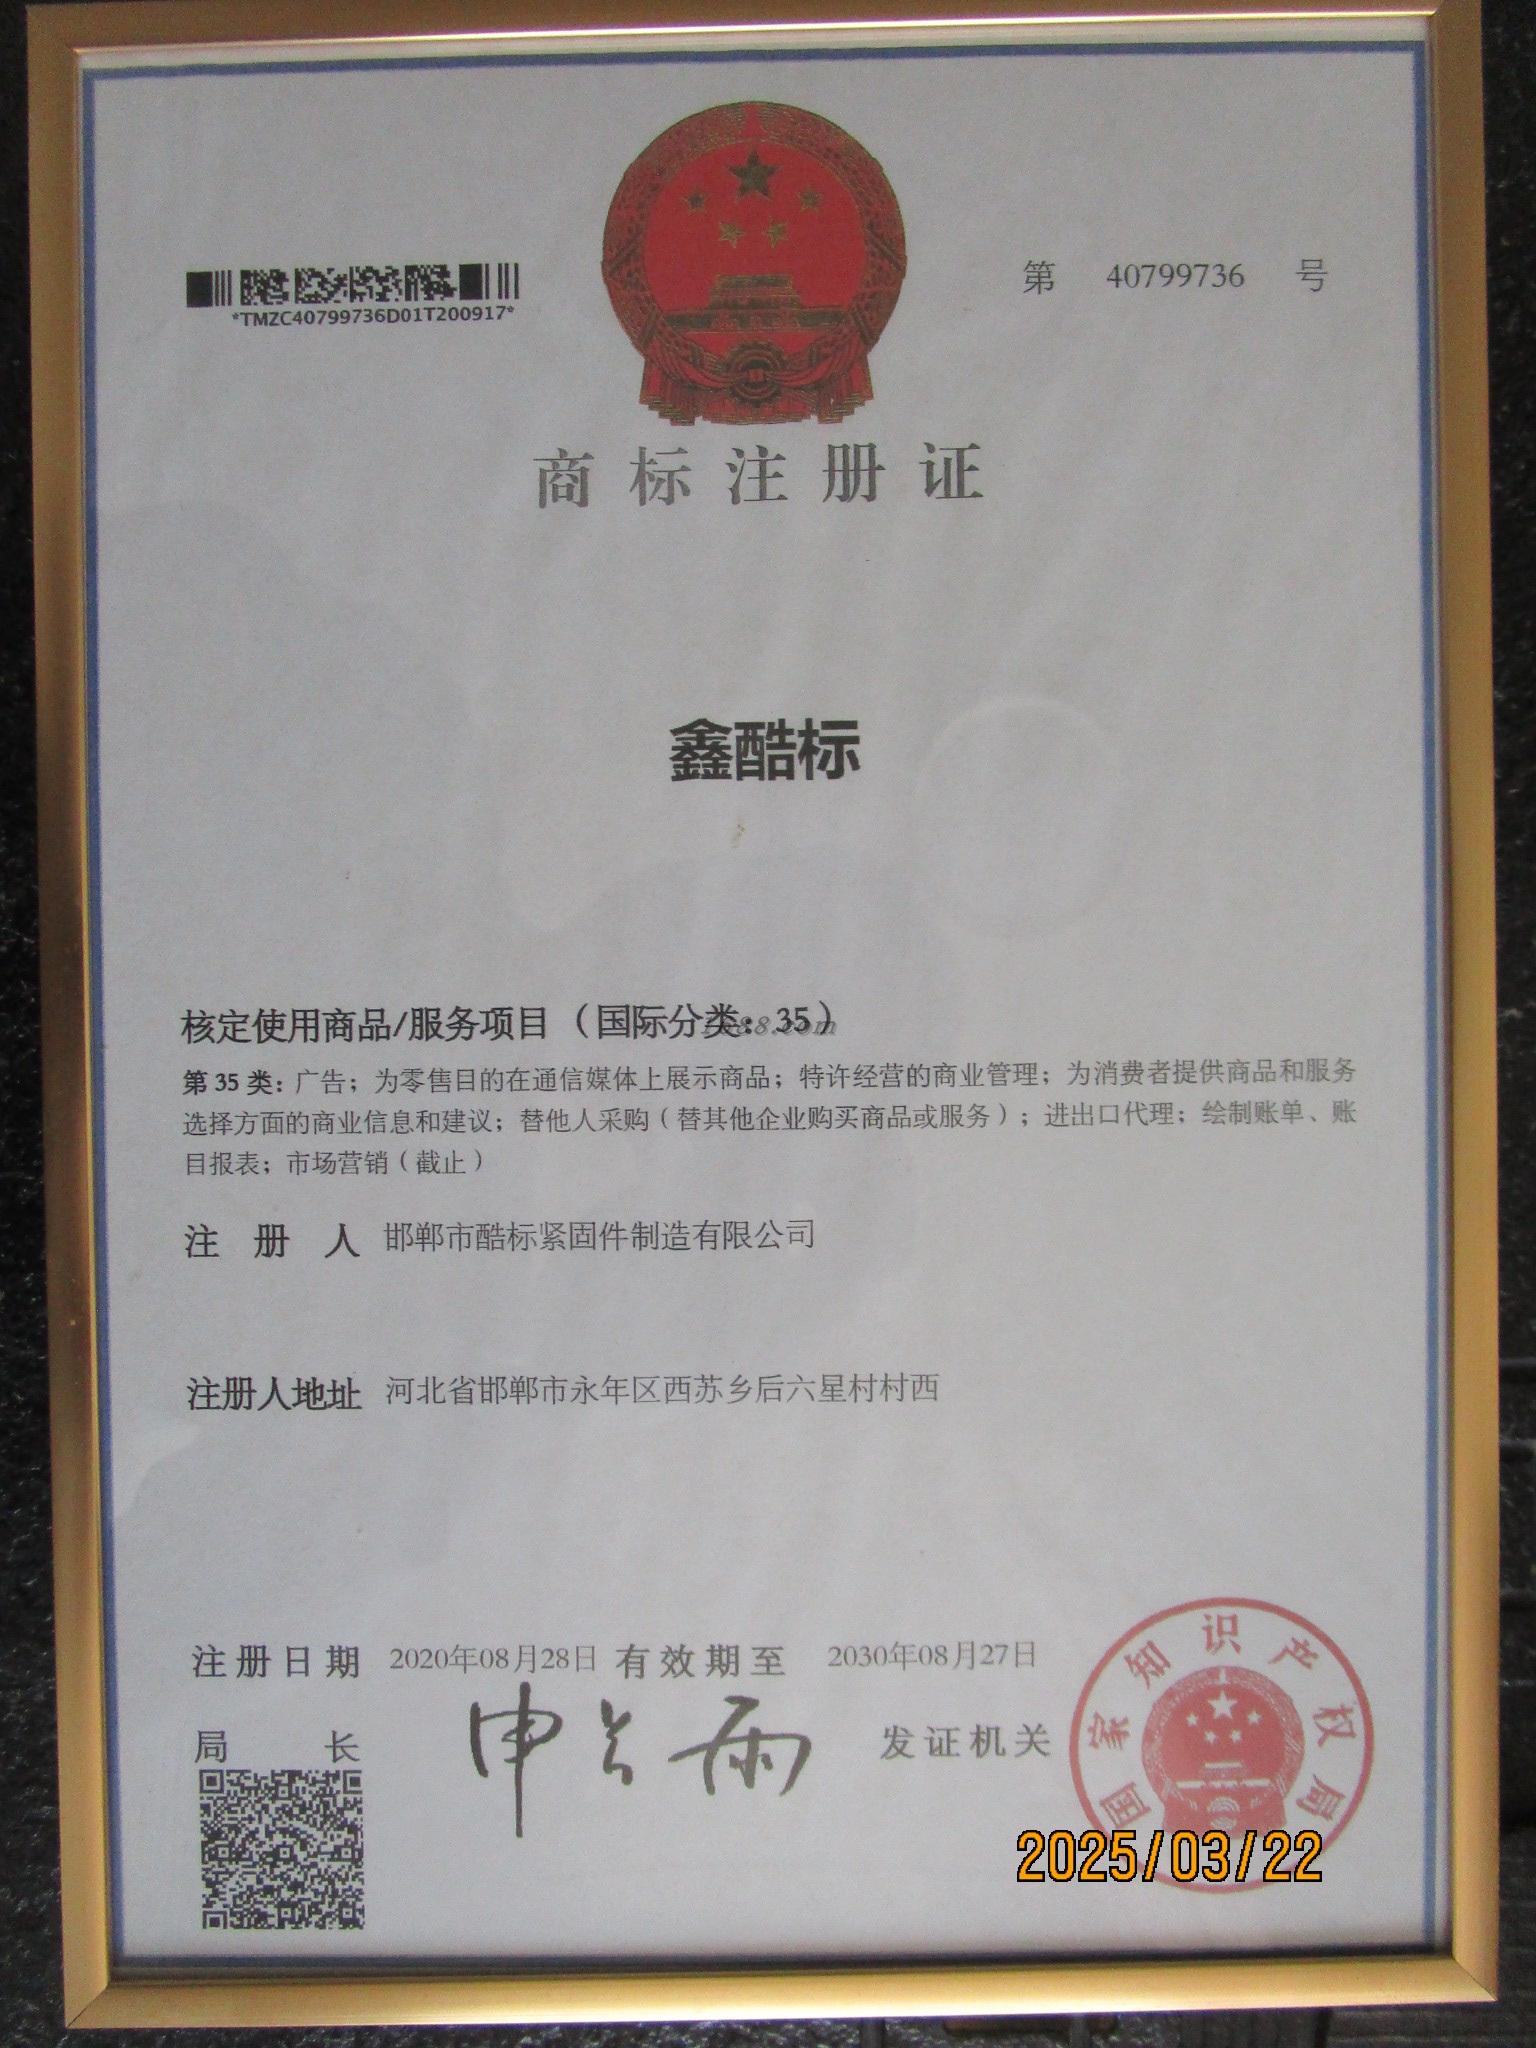 第 40799736 号
*TMZC40799736D01T200917*
商标注册证
鑫酷标
核定使用商品/服务项目（国际分类：35）
第 35 类：广告；为零售目的在通信媒体上展示商品；特许经营的商业管理；为消费者提供商品和服务
选择方面的商业信息和建议；替他人采购（替其他企业购买商品或服务）；进出口代理；绘制账单、账
目报表；市场营销（截止）
注册人 邯郸市酷标紧固件制造有限公司
注册人地址 河北省邯郸市永年区西苏乡后六星村村西
注册日期 2020年08月28日 有效期至 2030年08月27日
局长 申长雨 发证机关
国家知识产权局
2025/03/22